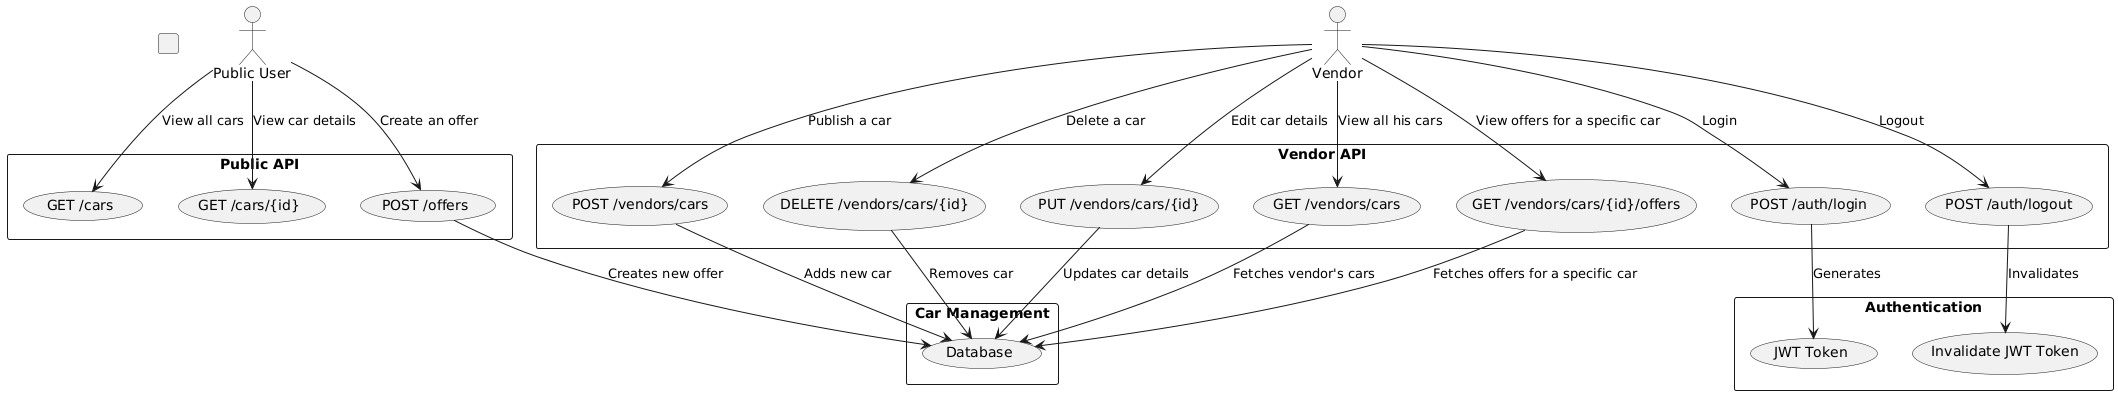 Public User
Vendor
View all cars
View car details
Create an offer
Publish a car
Delete a car
Edit car details
View all his cars
View offers for a specific car
Login
Logout
Public API
Vendor API
GET /cars
GET /cars/{id}
POST /offers
POST /vendors/cars
DELETE /vendors/cars/{id}
PUT /vendors/cars/{id}
GET /vendors/cars
GET /vendors/cars/{id}/offers
POST /auth/login
POST /auth/logout
Creates new offer
Adds new car
Removes car
Updates car details
Fetches vendor's cars
Fetches offers for a specific car
Generates
Invalidates
Car Management
Authentication
Database
JWT Token
Invalidate JWT Token